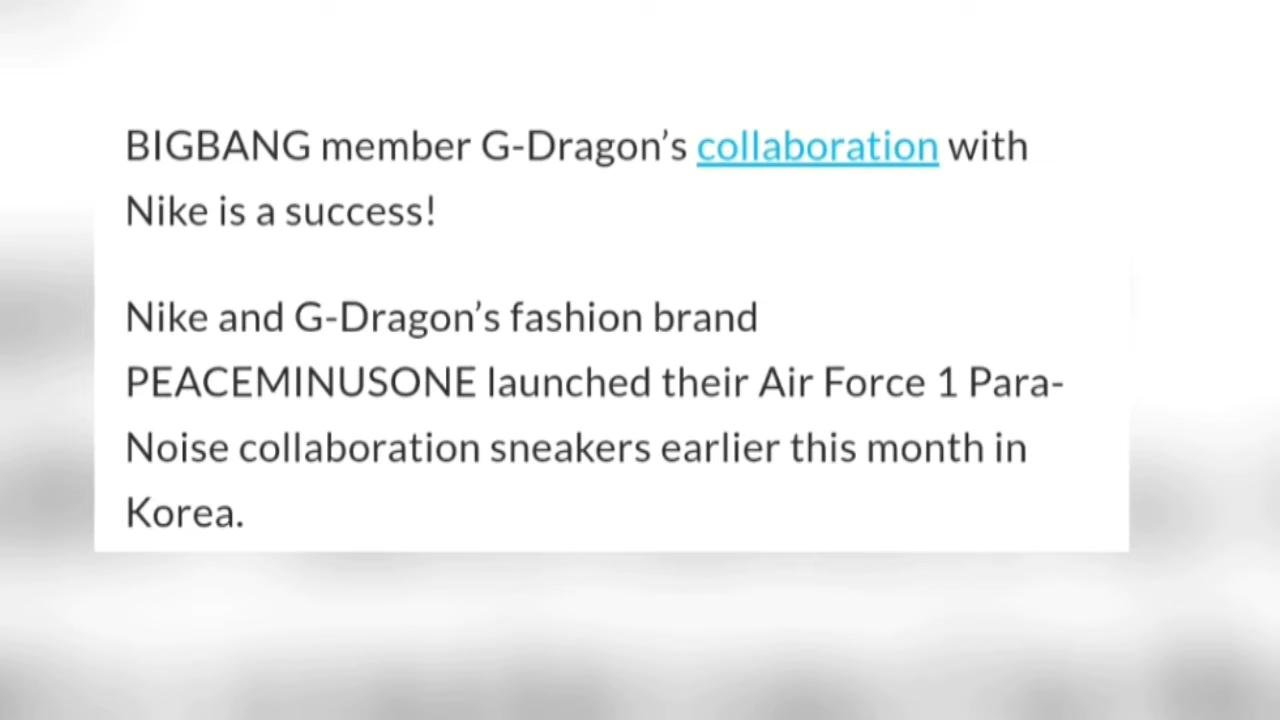 BIGBANG member G-Dragon’s collaboration with
Nike is a success!
Nike and G-Dragon’s fashion brand
PEACEMINUSONE launched their Air Force 1 Para-
Noise collaboration sneakers earlier this month in
Korea.